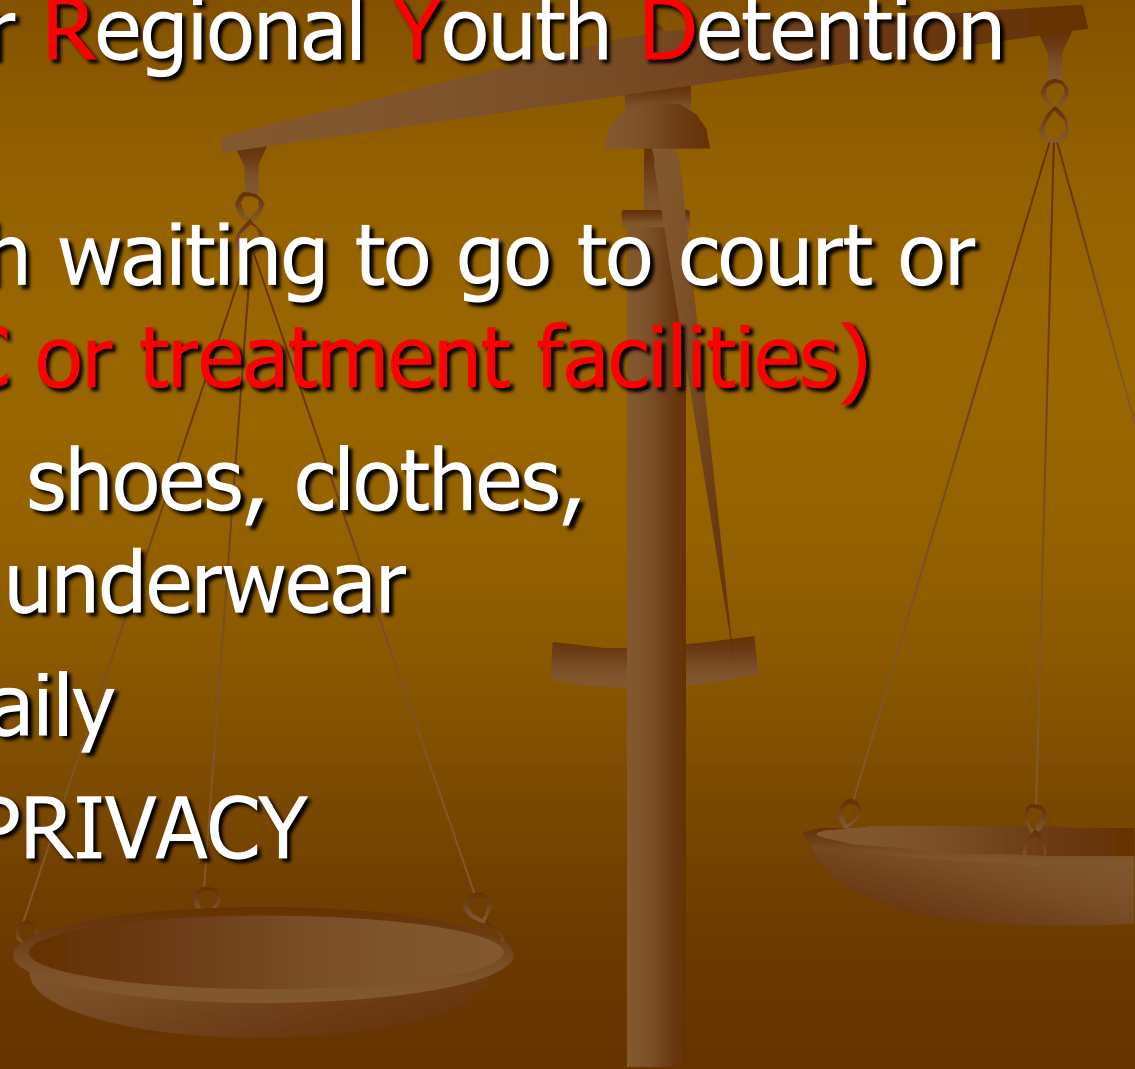 r Regional Youth Detention
h waiting to go to court or
C or treatment facilities)
shoes, clothes,
underwear
aily
PRIVACY